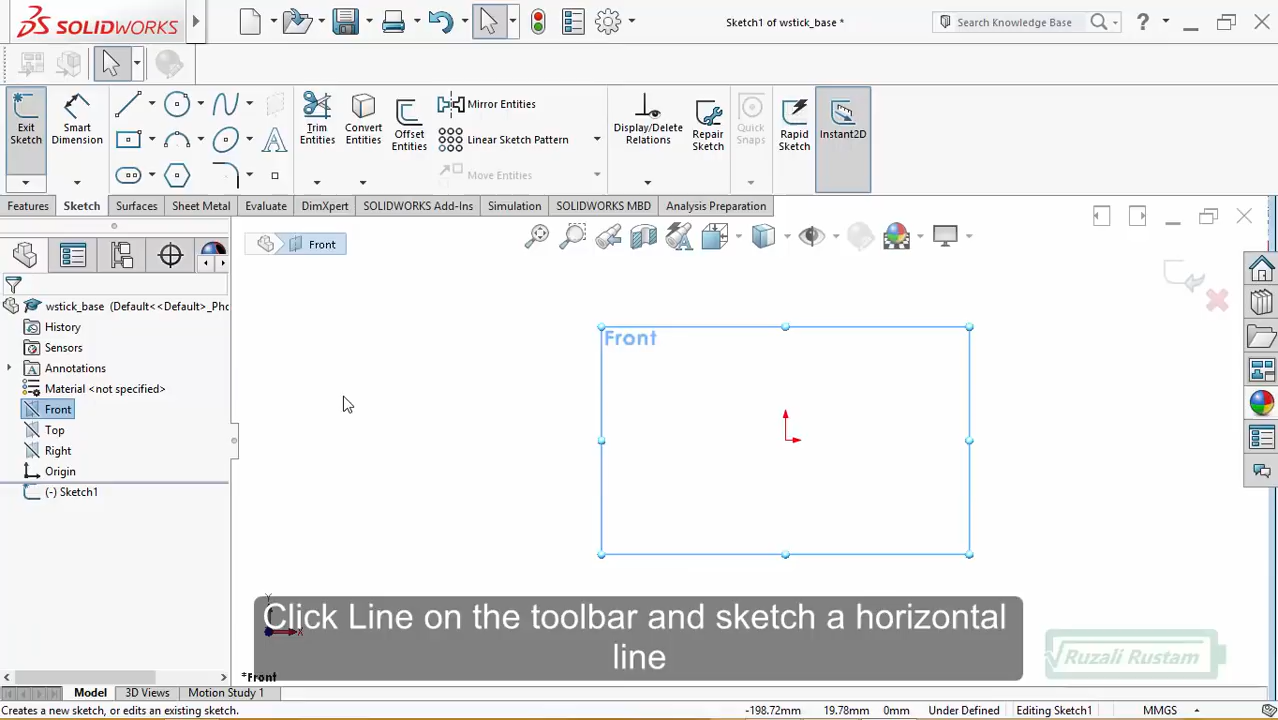 SOLIDWORKS
Sketch1 of wstick_base *
Search Knowledge Base
?
Exit Sketch
Smart Dimension
Trim Entities
Convert Entities
Offset Entities
Mirror Entities
Linear Sketch Pattern
Move Entities
Display/Delete Relations
Repair Sketch
Quick Snaps
Rapid Sketch
Instant2D
Features
Sketch
Surfaces
Sheet Metal
Evaluate
DimXpert
SOLIDWORKS Add-Ins
Simulation
SOLIDWORKS MBD
Analysis Preparation
Front
wstick_base (Default<<Default>_Pho
History
Sensors
Annotations
Material <not specified>
Front
Top
Right
Origin
(-) Sketch1
Front
Click Line on the toolbar and sketch a horizontal
line
Y
X
*Front
Ruzali Rustam
Model
3D Views
Motion Study 1
Creates a new sketch, or edits an existing sketch.
-198.72mm
19.78mm
0mm
Under Defined
Editing Sketch1
MMGS